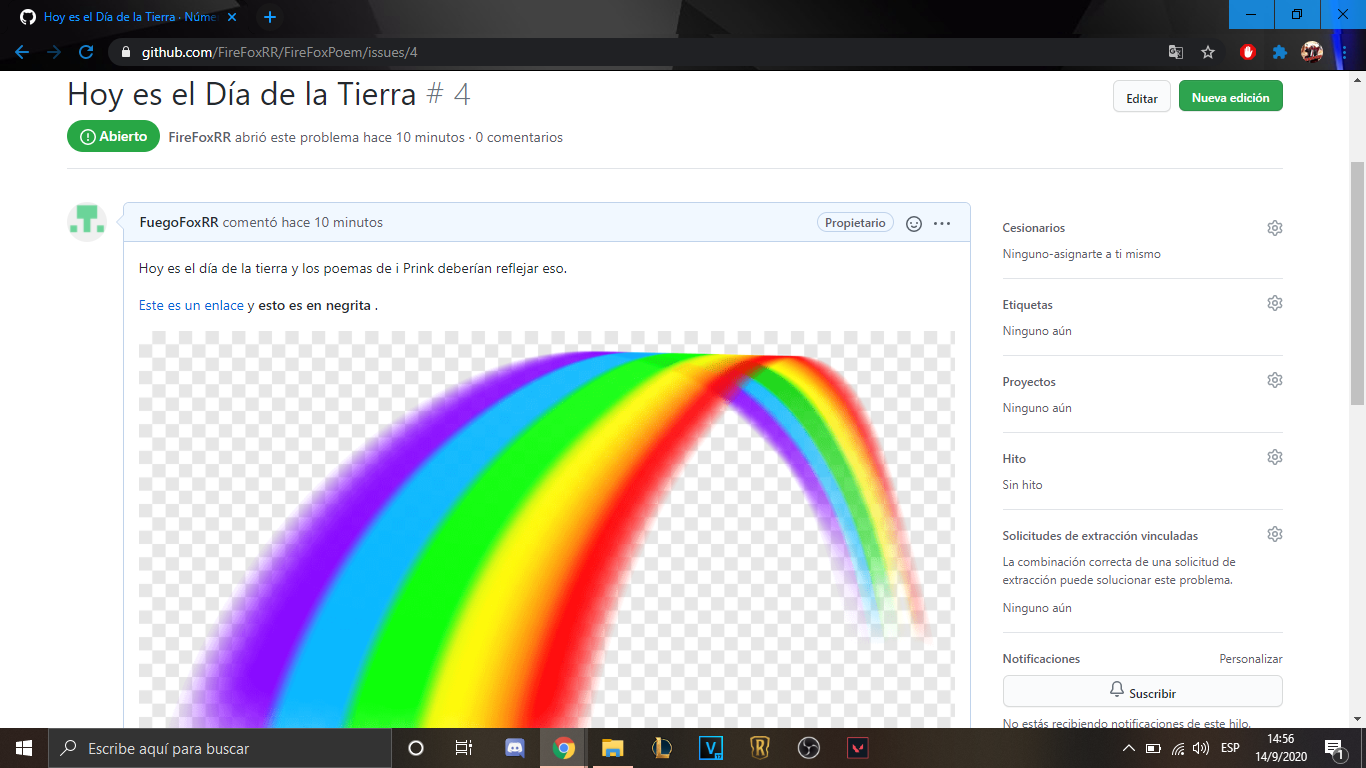 Hoy es el Día de la Tierra · Núme
github.com/FireFoxRR/FireFoxPoem/issues/4
Hoy es el Día de la Tierra # 4
Editar
Nueva edición
Abierto
FireFoxRR abrió este problema hace 10 minutos · 0 comentarios
FuegoFoxRR comentó hace 10 minutos
Propietario
Hoy es el día de la tierra y los poemas de i Prink deberían reflejar eso.
Este es un enlace y esto es en negrita .
Cesionarios
Ninguno-asignarte a ti mismo
Etiquetas
Ninguno aún
Proyectos
Ninguno aún
Hito
Sin hito
Solicitudes de extracción vinculadas
La combinación correcta de una solicitud de
extracción puede solucionar este problema.
Ninguno aún
Notificaciones
Personalizar
Suscribir
No estás recibiendo notificaciones de este hilo.
Escribe aquí para buscar
V
R
ESP
14:56
14/9/2020
1